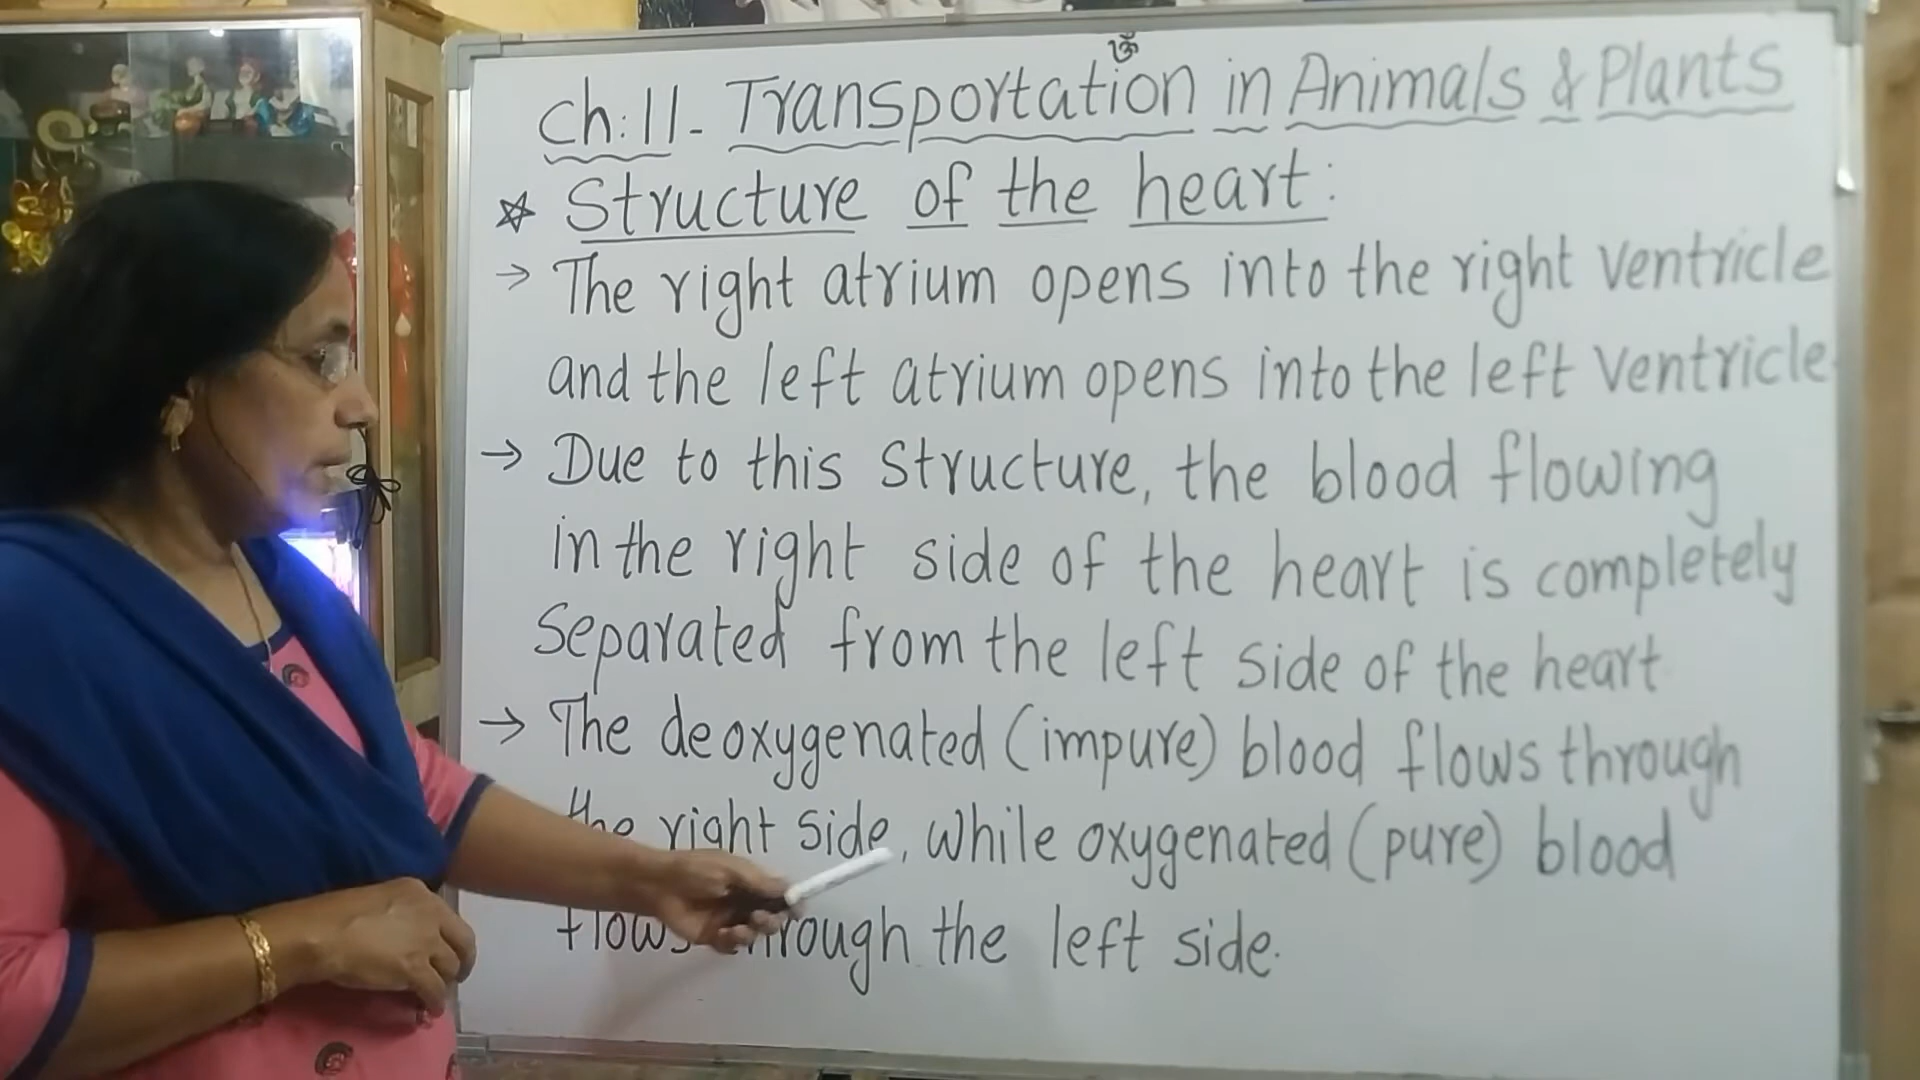 ॐ
Ch:11- Transportation in Animals & Plants
☆ Structure of the heart:
→ The right atrium opens into the right ventricle
and the left atrium opens into the left ventricle.
→ Due to this structure, the blood flowing
in the right side of the heart is completely
separated from the left side of the heart
→ The deoxygenated (impure) blood flows through
the right side, while oxygenated (pure) blood
flows through the left side.